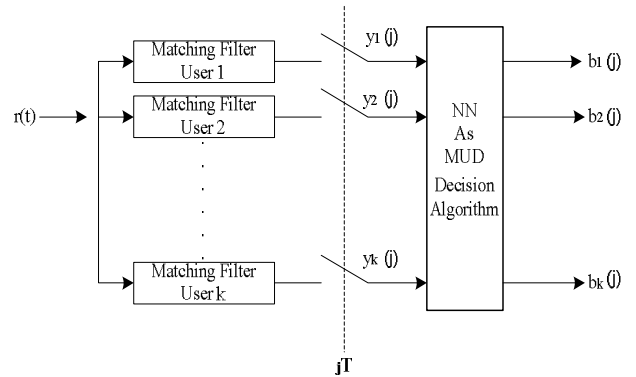 Matching Filter
User 1
y1 (j)
b1 (j)
r(t)
Matching Filter
User 2
y2 (j)
b2 (j)
NN
As
MUD
Decision
Algorithm
Matching Filter
User k
yk (j)
bk (j)
jT